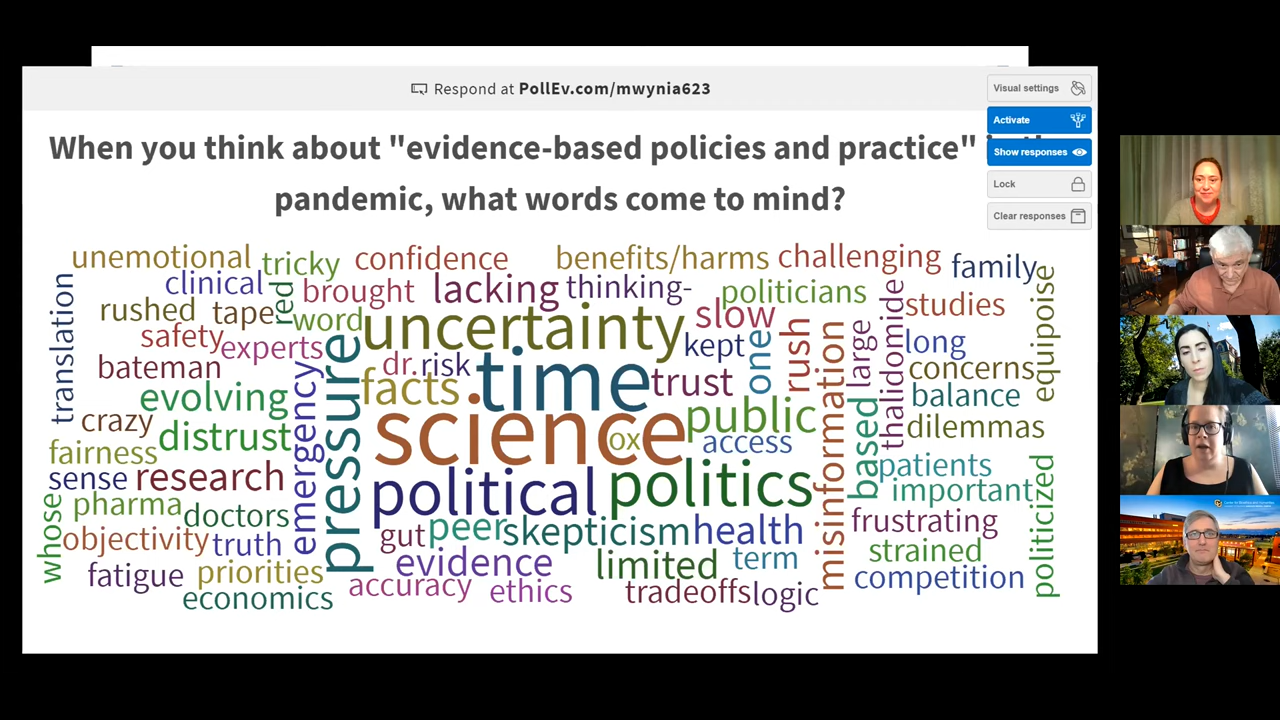 Respond at PollEv.com/mwynia623
Visual settings
Activate
Show responses
Lock
Clear responses
When you think about "evidence-based policies and practice"
pandemic, what words come to mind?
unemotional
tricky
confidence
benefits/harms
challenging
family
clinical
red
brought
lacking
thinking-
politicians
translation
rushed
tape
word
uncertainty
slow
thalidomide
studies
equipoise
safety
experts
kept
one
rush
large
long
bateman
dr.
risk
time
trust
information
concerns
evolving
facts
balance
crazy
distrust
emergency
pressure
science
ox
public
access
based
dilemmas
fairness
sense
research
political
politics
misinformation
patients
important
whose
pharma
doctors
gut
peer
skepticism
health
frustrating
politicized
objectivity
truth
evidence
limited
term
strained
fatigue
priorities
accuracy
ethics
tradeoffs
logic
competition
economics